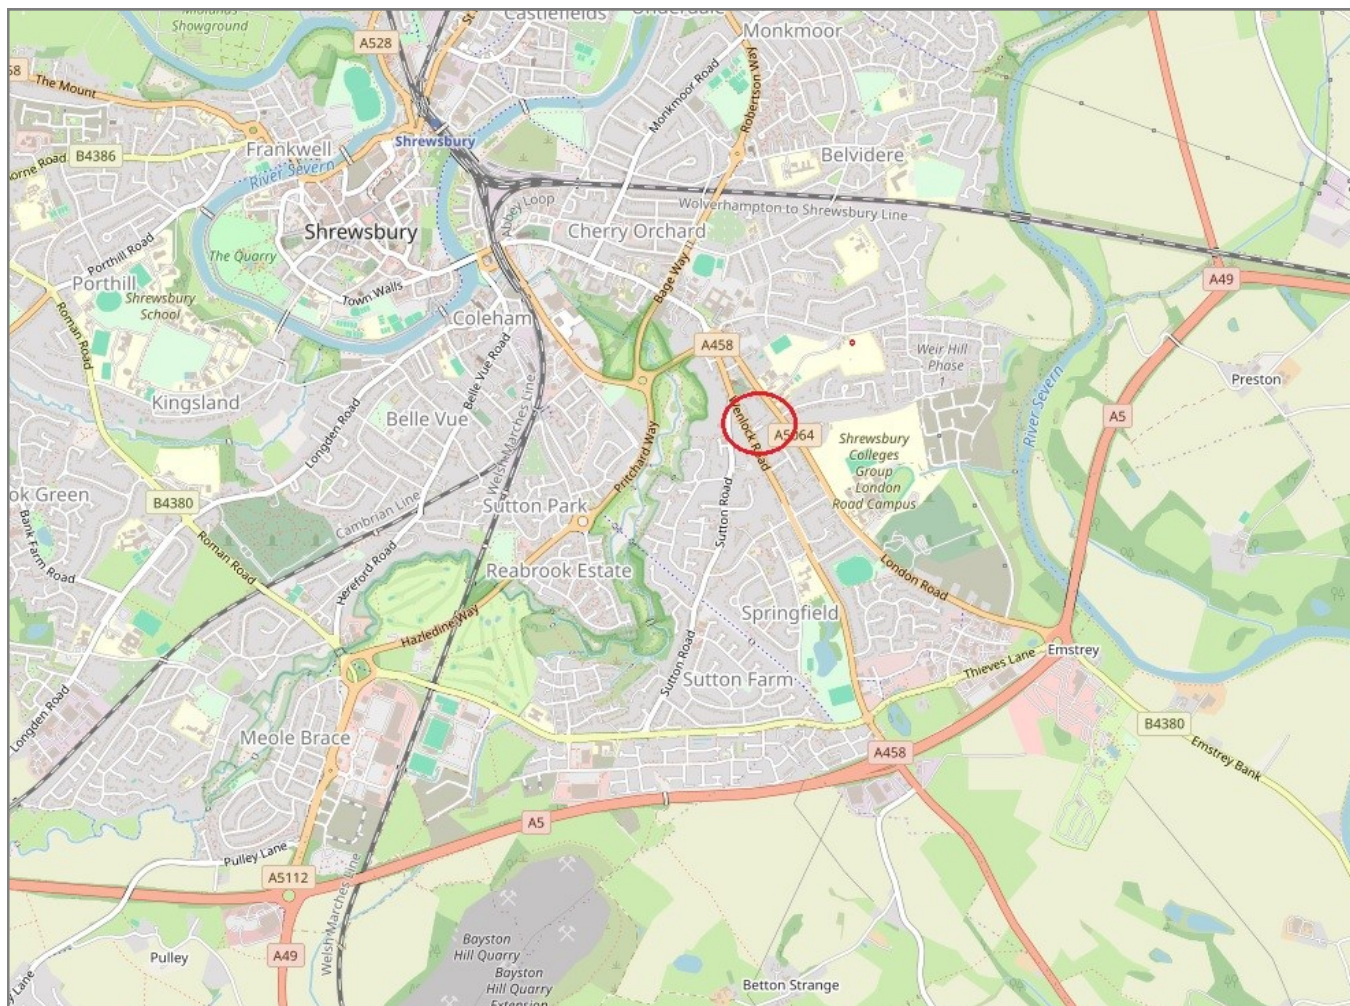 Midlands
Showground
A528
Castlefields
Monkmoor
The Mount
Monkmoor Road
Robertson Way
Frankwell
Shrewsbury
B4386
Belvidere
River Severn
Abbey Loop
Wolverhampton to Shrewsbury Line
Shrewsbury
Cherry Orchard
Porthill Road
The Quarry
A49
Porthill
Town Walls
Bage Way
Shrewsbury
School
Coleham
Roman Road
A458
Weir Hill
Phase
1
River Severn
Preston
Belle Vue Road
Kingsland
Welsh Marches Line
Wenlock Road
A5
Belle Vue
Longden Road
A5064
Shrewsbury
Colleges
Group
London
Road Campus
Pritchard Way
B4380
Cambrian Line
Sutton Park
Sutton Road
Bank Farm Road
Roman Road
Hereford Road
Reabrook Estate
London Road
Hazledine Way
Springfield
Sutton Road
Emstrey
Thieves Lane
Sutton Farm
Longden Road
B4380
Meole Brace
A458
Emstrey Bank
A5
Pulley Lane
A5112
Welsh Marches Line
Bayston
Hill Quarry
A49
Pulley
Bayston
Hill Quarry
Extension
Betton Strange